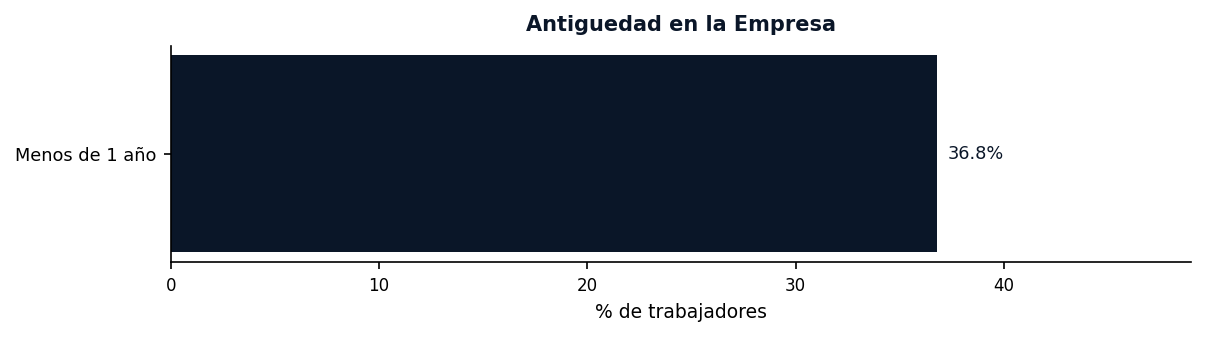 Antiguedad en la Empresa
Menos de 1 año
36.8%
0 10 20 30 40
% de trabajadores